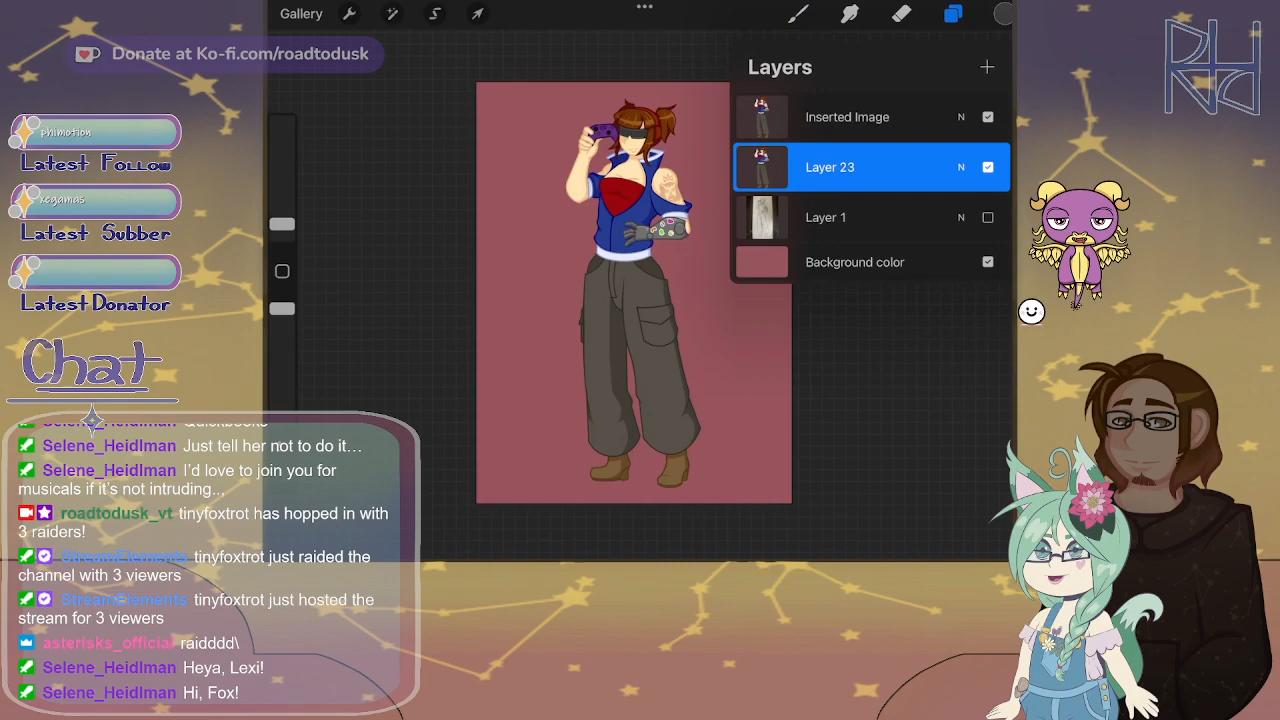 Gallery
Donate at Ko-fi.com/roadtodusk
Layers
Inserted Image N
Layer 23 N
Layer 1 N
Background color
phimotion
Latest Follow
xegamas
Latest Subber
Latest Donator
Chat
Selene_Heidlman Quickbooks
Selene_Heidlman Just tell her not to do it…
Selene_Heidlman I'd love to join you for
musicals if it's not intruding..,
roadtodusk_vt tinyfoxtrot has hopped in with
3 raiders!
StreamElements tinyfoxtrot just raided the
channel with 3 viewers
StreamElements tinyfoxtrot just hosted the
stream for 3 viewers
asterisks_official raidddd\
Selene_Heidlman Heya, Lexi!
Selene_Heidlman Hi, Fox!